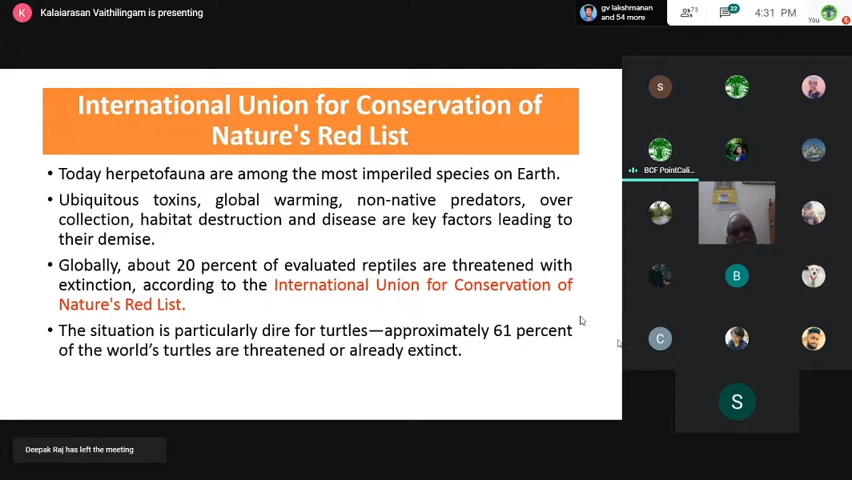 K Kalaiarasan Vaithilingam is presenting
gv lakshmanan
and 54 more
73
22
4:31 PM
You
International Union for Conservation of
Nature's Red List
• Today herpetofauna are among the most imperiled species on Earth.
• Ubiquitous toxins, global warming, non-native predators, over
collection, habitat destruction and disease are key factors leading to
their demise.
• Globally, about 20 percent of evaluated reptiles are threatened with
extinction, according to the International Union for Conservation of
Nature's Red List.
• The situation is particularly dire for turtles—approximately 61 percent
of the world's turtles are threatened or already extinct.
S
BCF PointCali...
B
C
S
Deepak Raj has left the meeting